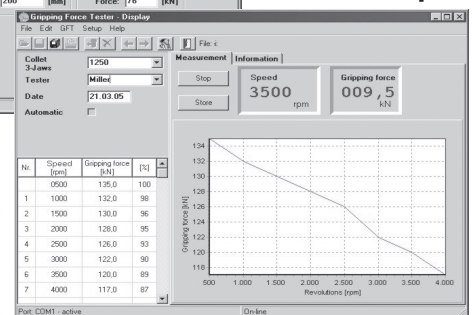 200 [mm] Force: 76 [kN]
Gripping Force Tester - Display
File Edit GFT Setup Help
File: i:
Collet 1250
3-Jaws
Tester Miller
Date 21.03.05
Automatic
Measurement Information
Stop
Store
Speed
3500
rpm
Gripping force
009,5
kN
Nr. Speed [rpm] Gripping force [kN] [%]
0500 135,0 100
1 1000 132,0 98
2 1500 130,0 96
3 2000 128,0 95
4 2500 126,0 93
5 3000 122,0 90
6 3500 120,0 89
7 4000 117,0 87
Gripping force [kN]
134
132
130
128
126
124
122
120
118
500 1.000 1.500 2.000 2.500 3.000 3.500 4.000
Revolutions [rpm]
Port: COM1 - active On-line